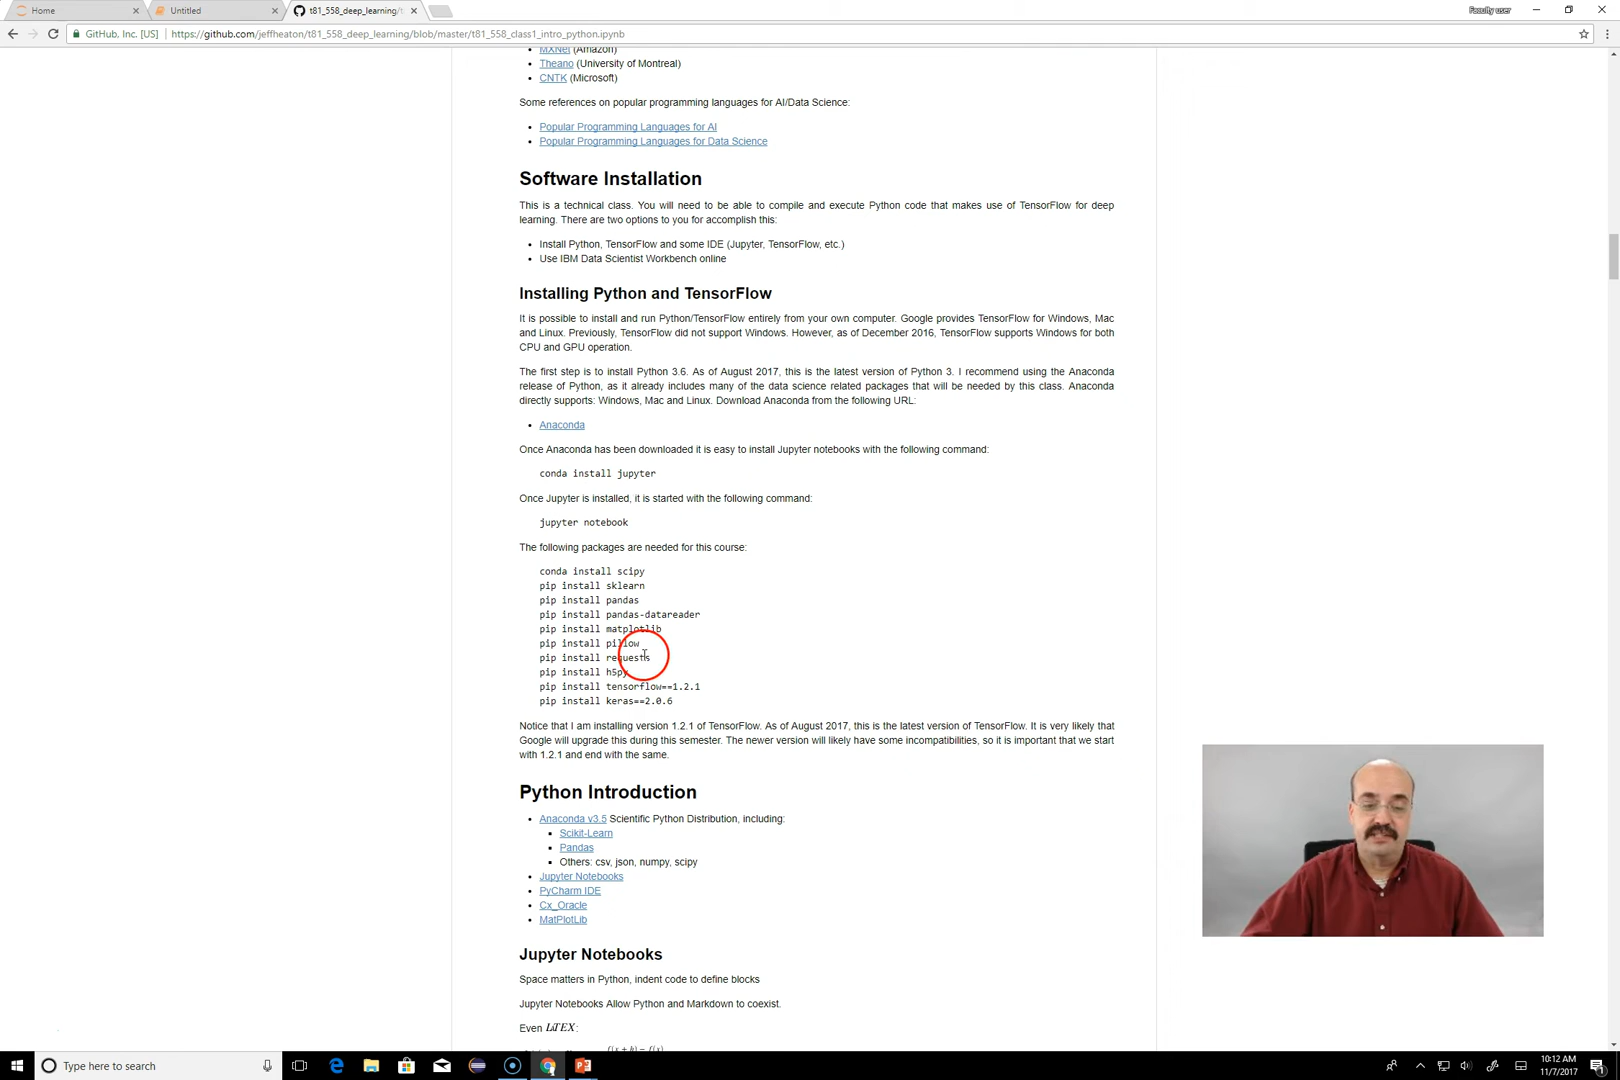 Home
Untitled
t81_558_deep_learning/t
Faculty user
GitHub, Inc. [US]
https://github.com/jeffheaton/t81_558_deep_learning/blob/master/t81_558_class1_intro_python.ipynb
MXNet (Amazon)
Theano (University of Montreal)
CNTK (Microsoft)
Some references on popular programming languages for AI/Data Science:
Popular Programming Languages for AI
Popular Programming Languages for Data Science
Software Installation
This is a technical class. You will need to be able to compile and execute Python code that makes use of TensorFlow for deep
learning. There are two options to you for accomplish this:
Install Python, TensorFlow and some IDE (Jupyter, TensorFlow, etc.)
Use IBM Data Scientist Workbench online
Installing Python and TensorFlow
It is possible to install and run Python/TensorFlow entirely from your own computer. Google provides TensorFlow for Windows, Mac
and Linux. Previously, TensorFlow did not support Windows. However, as of December 2016, TensorFlow supports Windows for both
CPU and GPU operation.
The first step is to install Python 3.6. As of August 2017, this is the latest version of Python 3. I recommend using the Anaconda
release of Python, as it already includes many of the data science related packages that will be needed by this class. Anaconda
directly supports: Windows, Mac and Linux. Download Anaconda from the following URL:
Anaconda
Once Anaconda has been downloaded it is easy to install Jupyter notebooks with the following command:
conda install jupyter
Once Jupyter is installed, it is started with the following command:
jupyter notebook
The following packages are needed for this course:
conda install scipy
pip install sklearn
pip install pandas
pip install pandas-datareader
pip install matplotlib
pip install pillow
pip install requests
pip install h5py
pip install tensorflow==1.2.1
pip install keras==2.0.6
Notice that I am installing version 1.2.1 of TensorFlow. As of August 2017, this is the latest version of TensorFlow. It is very likely that
Google will upgrade this during this semester. The newer version will likely have some incompatibilities, so it is important that we start
with 1.2.1 and end with the same.
Python Introduction
Anaconda v3.5 Scientific Python Distribution, including:
Scikit-Learn
Pandas
Others: csv, json, numpy, scipy
Jupyter Notebooks
PyCharm IDE
Cx_Oracle
MatPlotLib
Jupyter Notebooks
Space matters in Python, indent code to define blocks
Jupyter Notebooks Allow Python and Markdown to coexist.
Even LATEX:
Type here to search
10:12 AM
11/7/2017